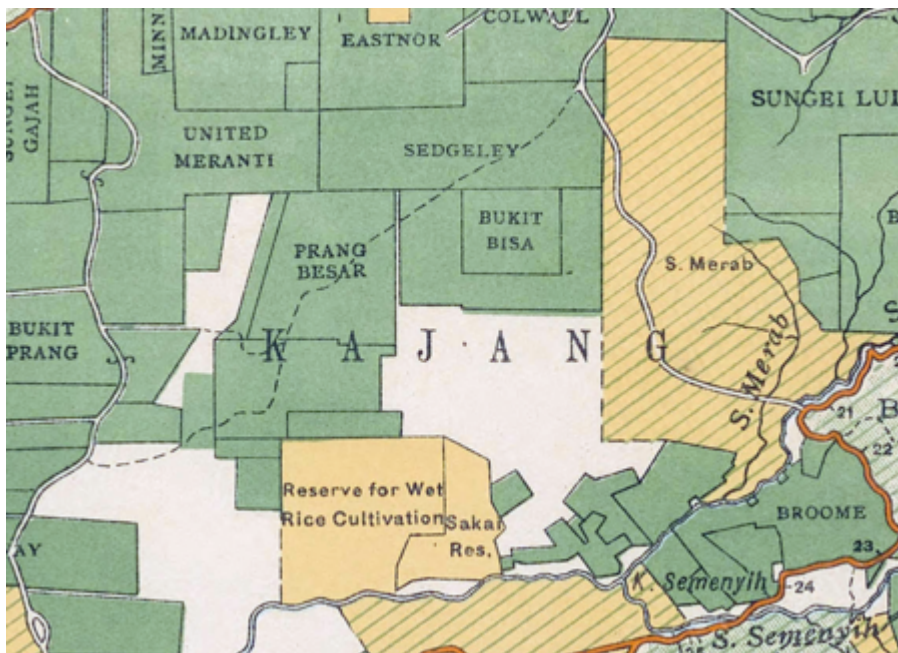 MINN
MADINGLEY
EASTNOR
COLWALL
GAJAH
UNITED
MERANTI
SEDGELEY
SUNGEI LUI
BUKIT
BISA
PRANG
BESAR
S. Merab
BUKIT
PRANG
KAJANG
S. Merab
21
22
Reserve for Wet
Rice Cultivation
Sakai
Res.
BROOME
AY
23
K. Semenyih
24
S. Semenyih